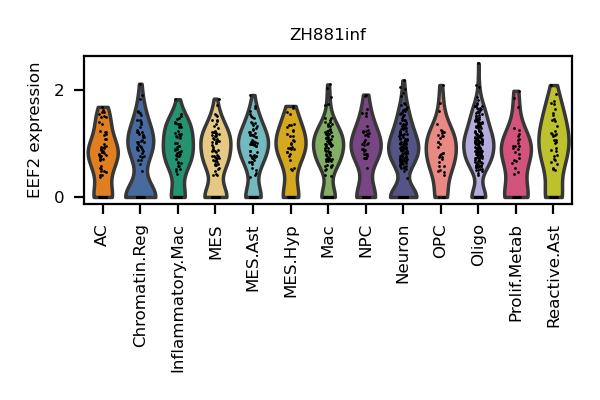 ZH881inf
EEF2 expression
2
0
AC
Chromatin.Reg
Inflammatory.Mac
MES
MES.Ast
MES.Hyp
Mac
NPC
Neuron
OPC
Oligo
Prolif.Metab
Reactive.Ast